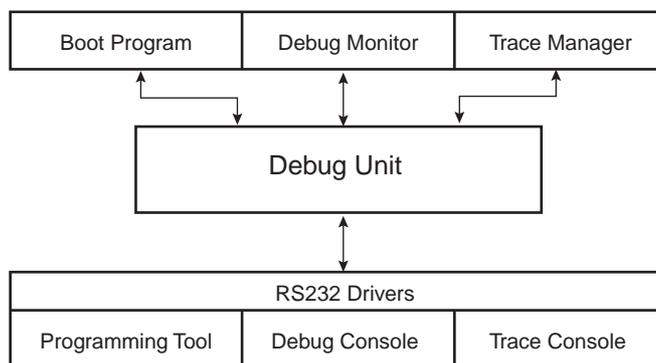 Boot Program
Debug Monitor
Trace Manager
Debug Unit
RS232 Drivers
Programming Tool
Debug Console
Trace Console